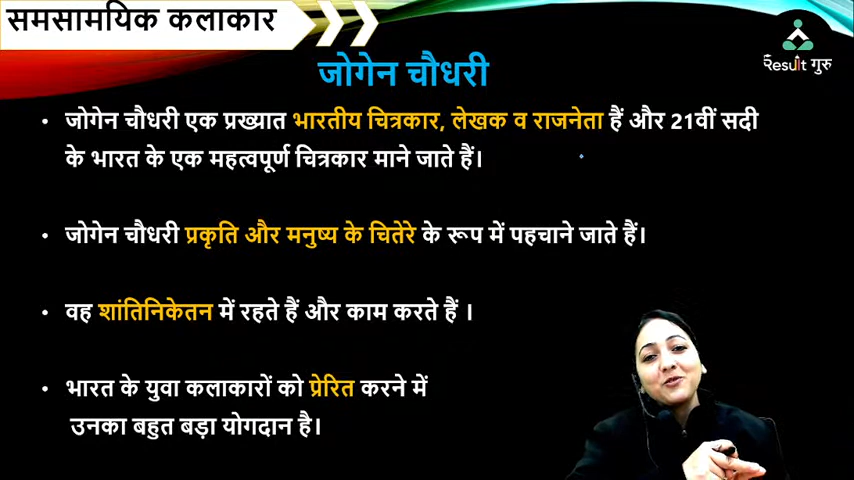 समसामयिक कलाकार
Result गुरु
जोगेन चौधरी
• जोगेन चौधरी एक प्रख्यात भारतीय चित्रकार, लेखक व राजनेता हैं और 21वीं सदी
के भारत के एक महत्वपूर्ण चित्रकार माने जाते हैं।
• जोगेन चौधरी प्रकृति और मनुष्य के चितेरे के रूप में पहचाने जाते हैं।
• वह शांतिनिकेतन में रहते हैं और काम करते हैं ।
• भारत के युवा कलाकारों को प्रेरित करने में
उनका बहुत बड़ा योगदान है।